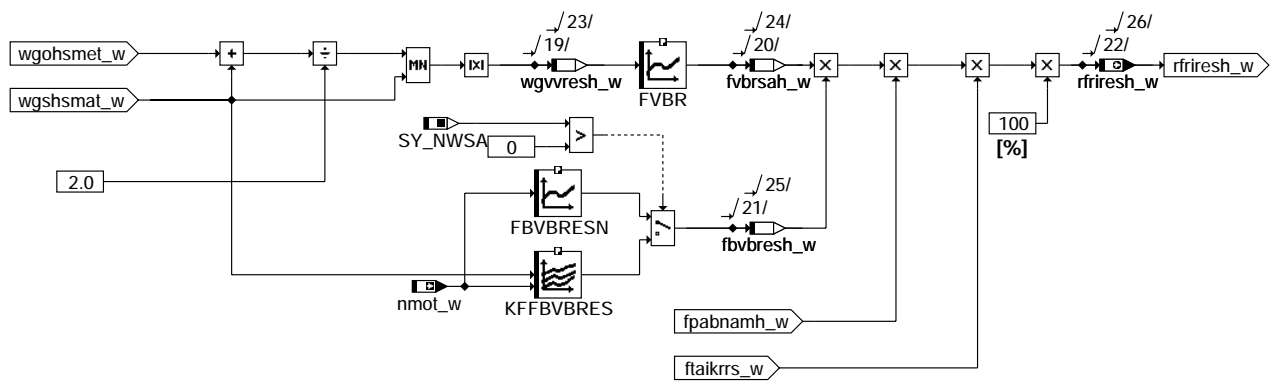 23/
19/
24/
20/
26/
22/
wgohsmet_w
+
÷
MN
|x|
wgvvresh_w
FVBR
fvbrsah_w
X
X
X
X
rfriresh_w
rfriresh_w
wgshsmat_w
SY_NWSA
0
>
100
[%]
2.0
25/
21/
FBVBRESN
fbvbresh_w
nmot_w
KFFBVBRES
fpabnamh_w
ftaikrrs_w